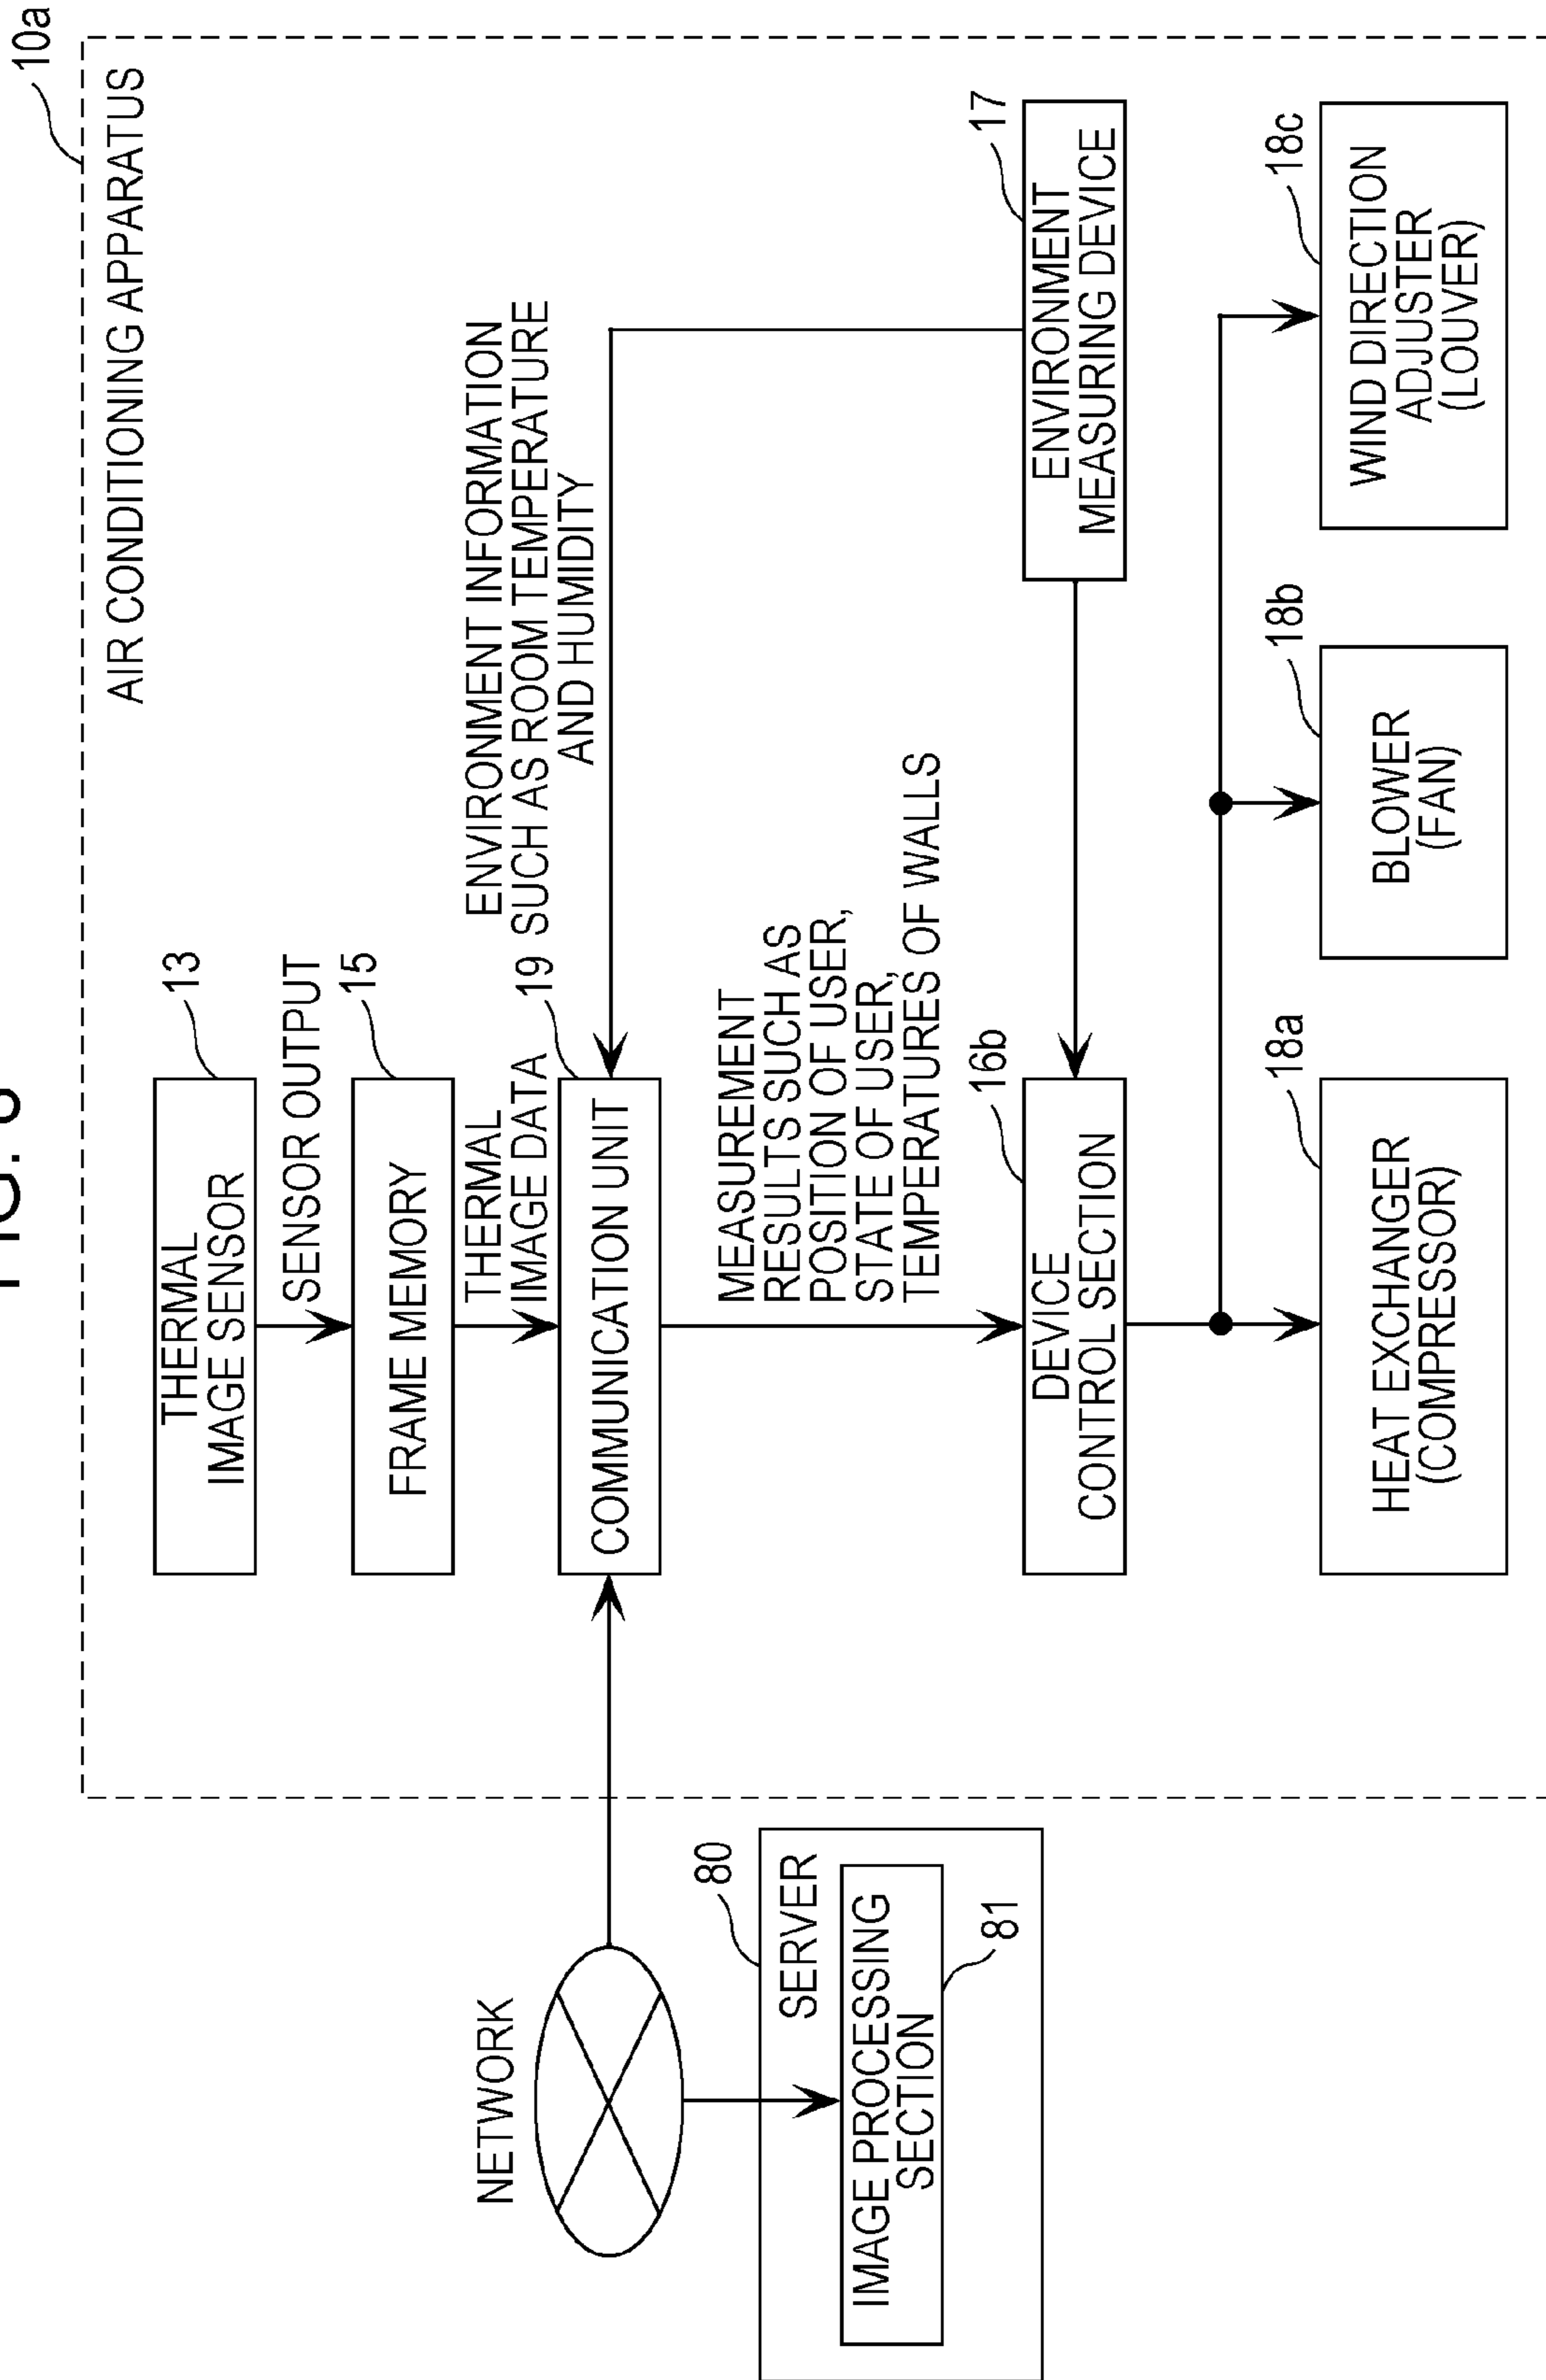 FIG.
10a
AIR CONDITIONING APPARATUS
13
THERMAL
IMAGE SENSOR
SENSOR OUTPUT
15
FRAME MEMORY
THERMAL
IMAGE DATA
19
ENVIRONMENT INFORMATION
SUCH AS ROOM TEMPERATURE
AND HUMIDITY
NETWORK
COMMUNICATION UNIT
MEASUREMENT
RESULTS SUCH AS
POSITION OF USER,
STATE OF USER,
TEMPERATURES OF WALLS
80
SERVER
IMAGE PROCESSING
SECTION
81
16b
DEVICE
CONTROL SECTION
17
ENVIRONMENT
MEASURING DEVICE
18a
HEAT EXCHANGER
(COMPRESSOR)
18b
BLOWER
(FAN)
18c
WIND DIRECTION
ADJUSTER
(LOUVER)